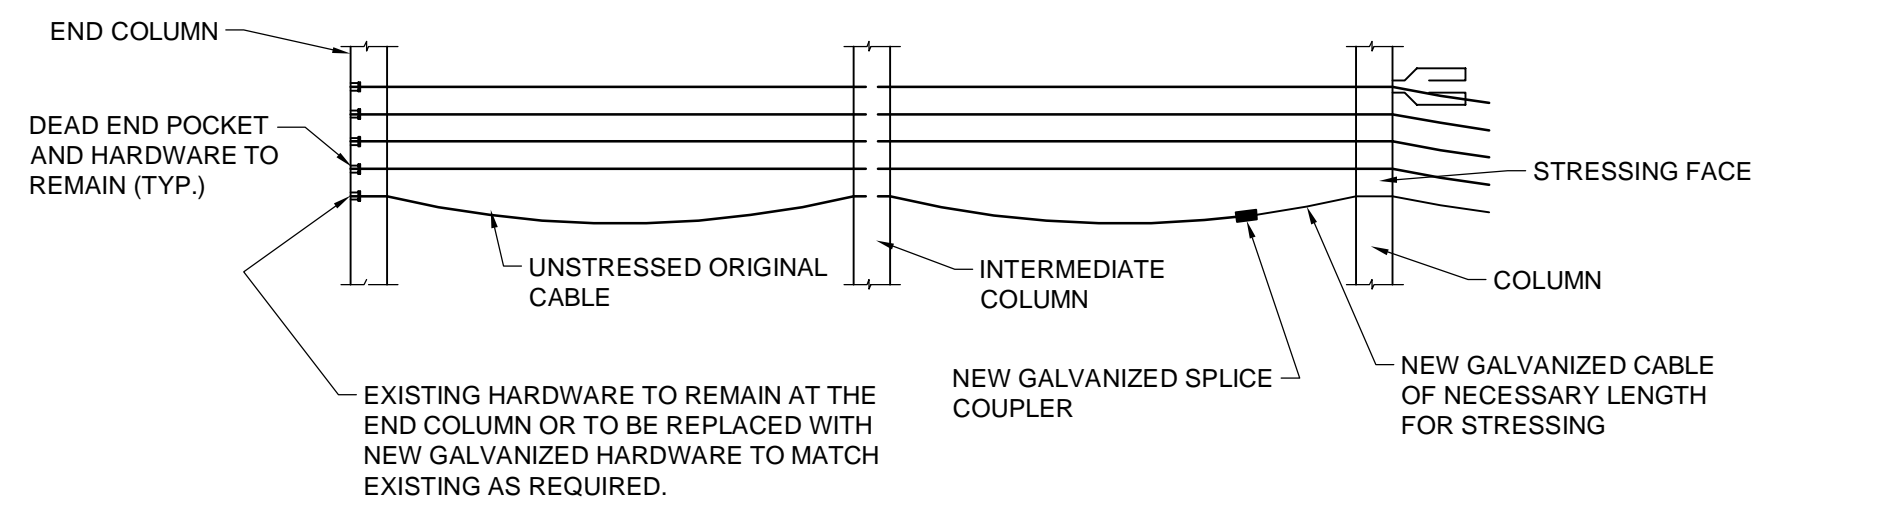 END COLUMN
DEAD END POCKET
AND HARDWARE TO
REMAIN (TYP.)
STRESSING FACE
UNSTRESSED ORIGINAL
CABLE
INTERMEDIATE
COLUMN
COLUMN
EXISTING HARDWARE TO REMAIN AT THE
END COLUMN OR TO BE REPLACED WITH
NEW GALVANIZED HARDWARE TO MATCH
EXISTING AS REQUIRED.
NEW GALVANIZED SPLICE
COUPLER
NEW GALVANIZED CABLE
OF NECESSARY LENGTH
FOR STRESSING